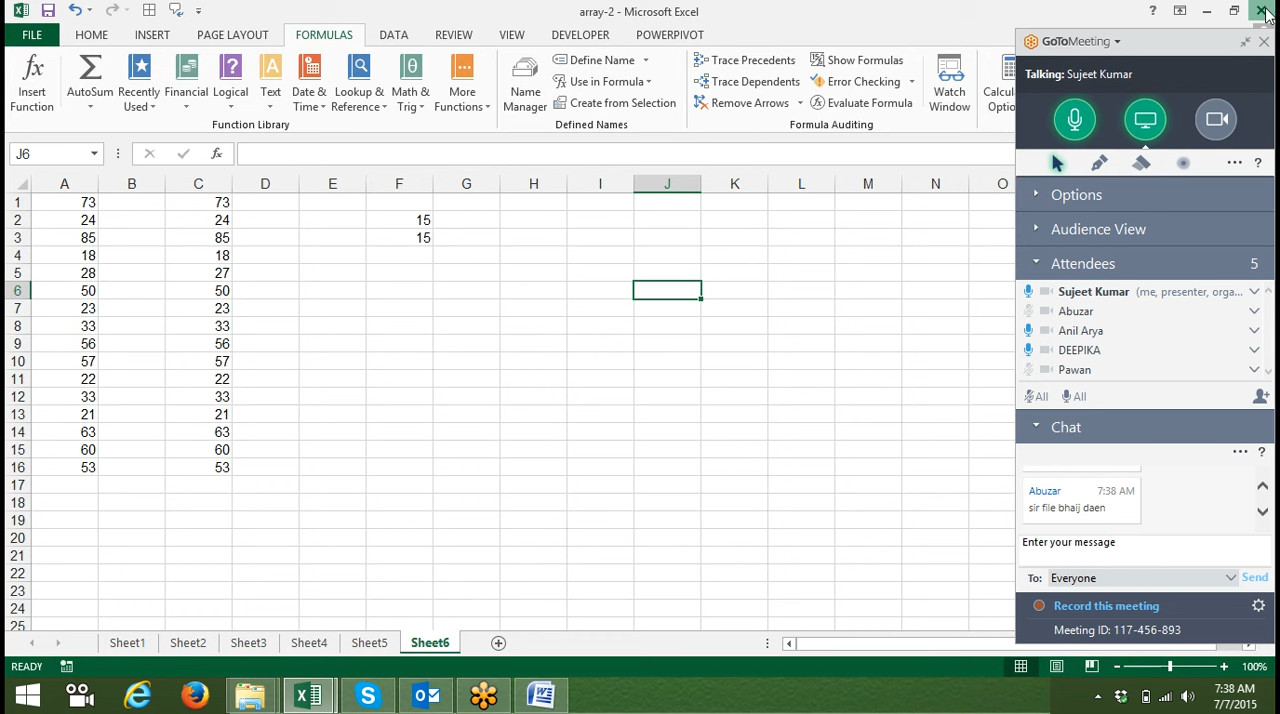 array-2 - Microsoft Excel
FILE HOME INSERT PAGE LAYOUT FORMULAS DATA REVIEW VIEW DEVELOPER POWERPIVOT
Insert Function
AutoSum
Recently Used
Financial
Logical
Text
Date & Time
Lookup & Reference
Math & Trig
More Functions
Function Library
Name Manager
Define Name
Use in Formula
Create from Selection
Defined Names
Trace Precedents
Trace Dependents
Remove Arrows
Show Formulas
Error Checking
Evaluate Formula
Formula Auditing
Watch Window
J6
A B C D E F G H I J K L M N O
1 73 73
2 24 24 15
3 85 85 15
4 18 18
5 28 27
6 50 50
7 23 23
8 33 33
9 56 56
10 57 57
11 22 22
12 33 33
13 21 21
14 63 63
15 60 60
16 53 53
17
18
19
20
21
22
23
24
25
Sheet1 Sheet2 Sheet3 Sheet4 Sheet5 Sheet6
READY
100%
GoToMeeting
Talking: Sujeet Kumar
Options
Audience View
Attendees 5
Sujeet Kumar (me, presenter, orga...
Abuzar
Anil Arya
DEEPIKA
Pawan
All All
Chat
Abuzar 7:38 AM
sir file bhaij daen
Enter your message
To: Everyone Send
Record this meeting
Meeting ID: 117-456-893
7:38 AM
7/7/2015